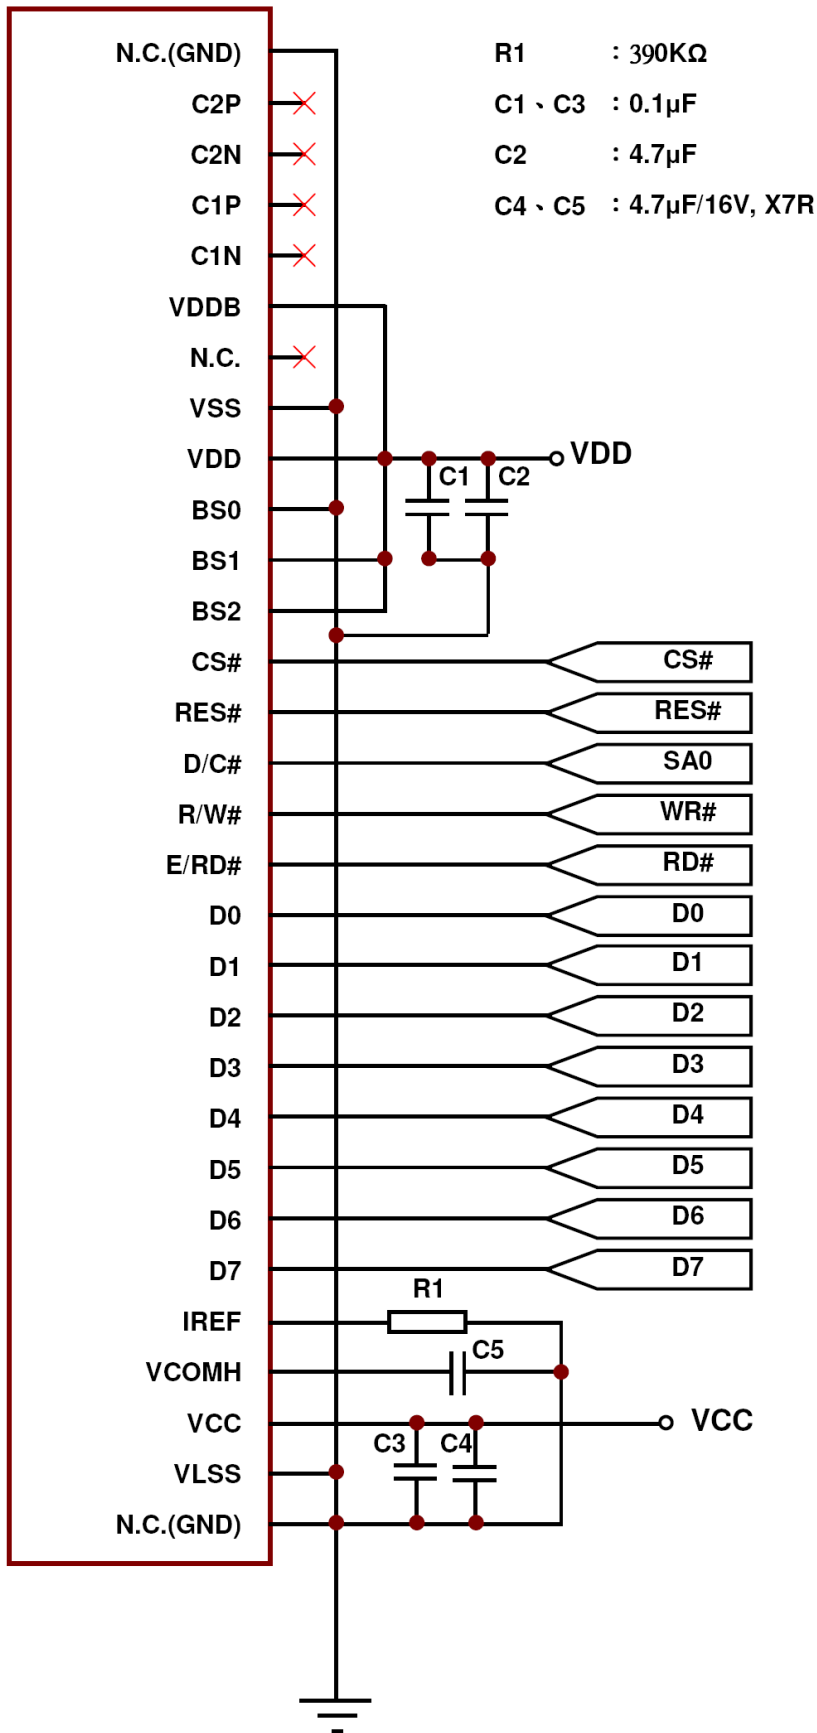 N.C.(GND) R1 : 390KΩ
C2P C1、C3 : 0.1µF
C2N C2 : 4.7µF
C1P C4、C5 : 4.7µF/16V, X7R
C1N
VDDB
N.C.
VSS
VDD VDD
C1 C2
BS0
BS1
BS2
CS# CS#
RES# RES#
D/C# SA0
R/W# WR#
E/RD# RD#
D0 D0
D1 D1
D2 D2
D3 D3
D4 D4
D5 D5
D6 D6
D7 D7
R1
IREF
C5
VCOMH
VCC VCC
C3 C4
VLSS
N.C.(GND)